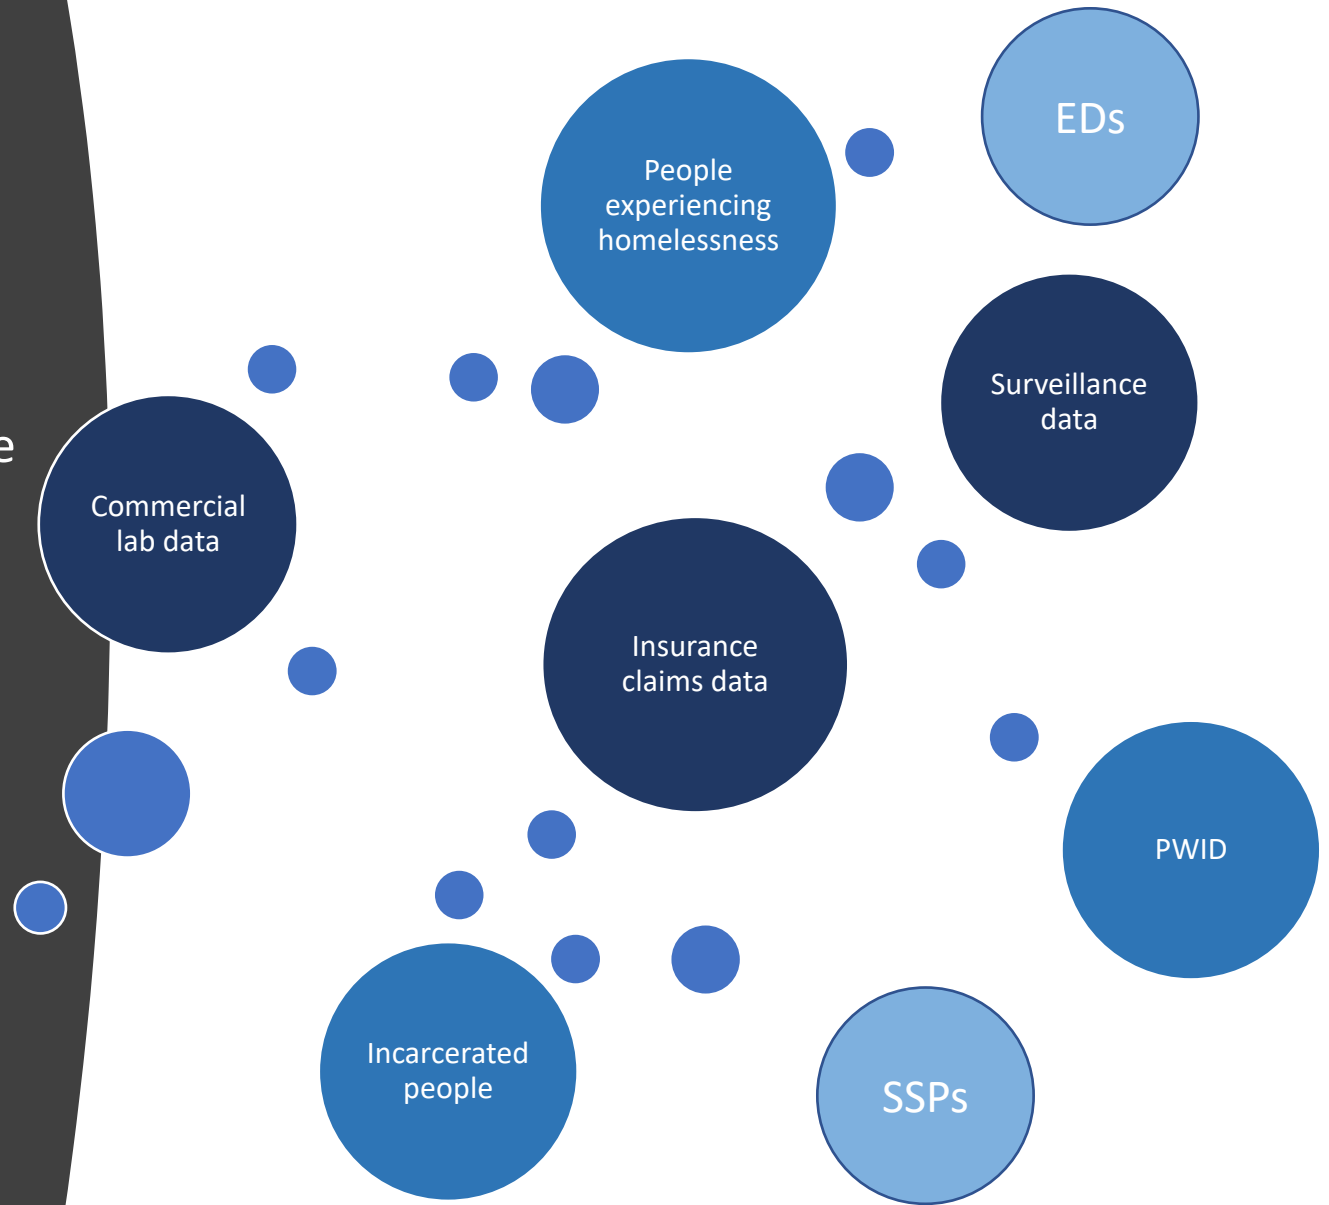 EDs
People
experiencing
homelessness
Surveillance
data
e
Commercial
lab data
Insurance
claims data
PWID
Incarcerated
people
SSPs